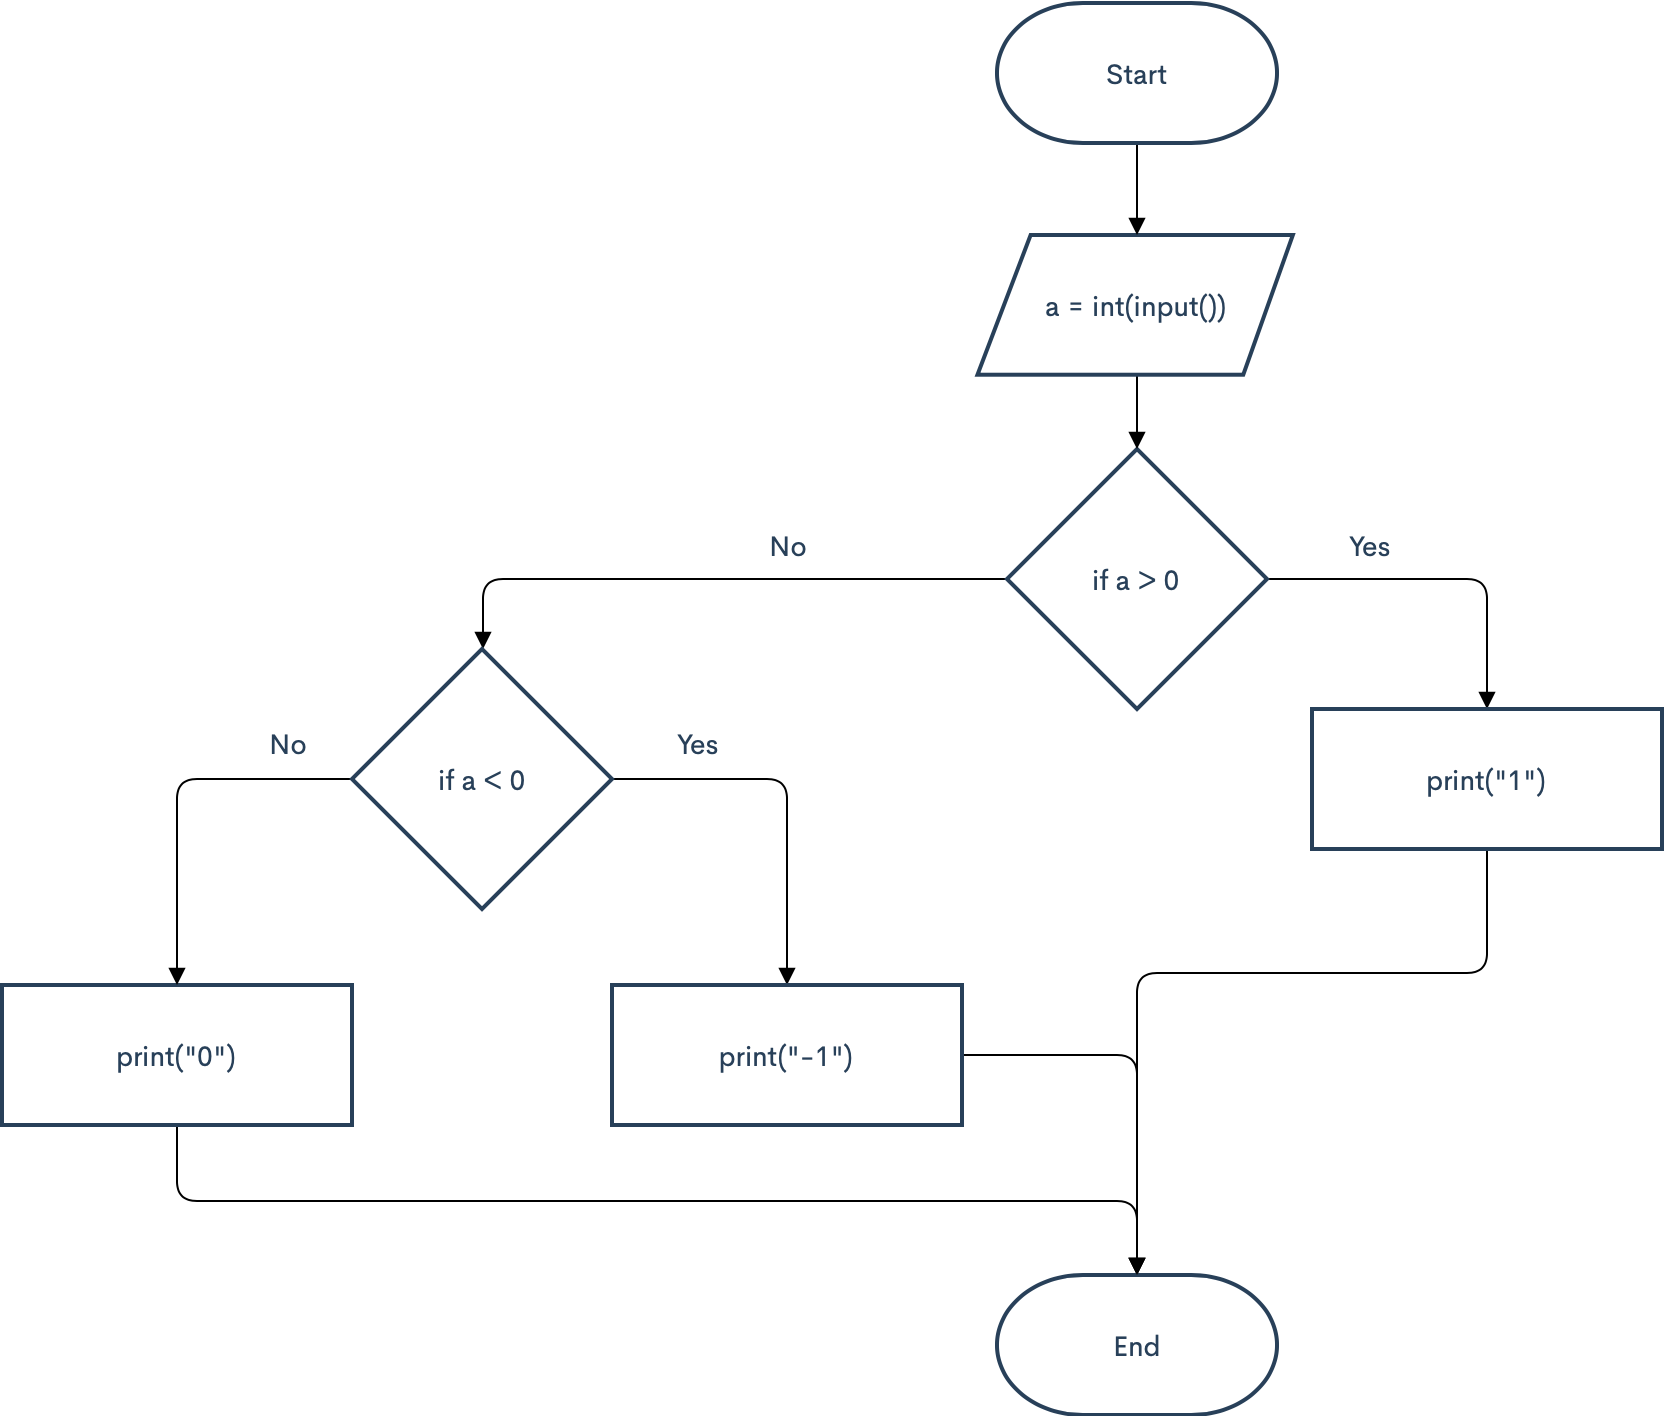 Start
a = int(input())
No
Yes
if a > 0
No
Yes
if a < 0
print("1")
print("0")
print("-1")
End